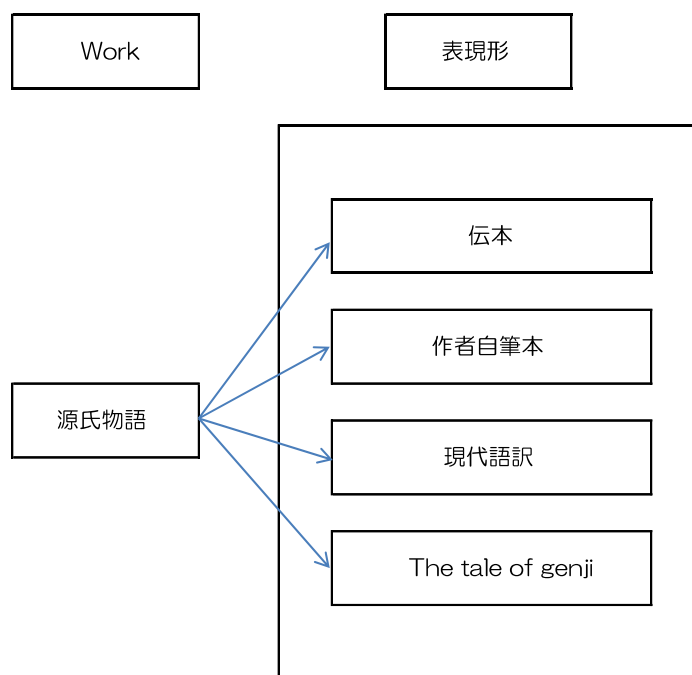 Work
表現形
伝本
作者自筆本
源氏物語
現代語訳
The tale of genji